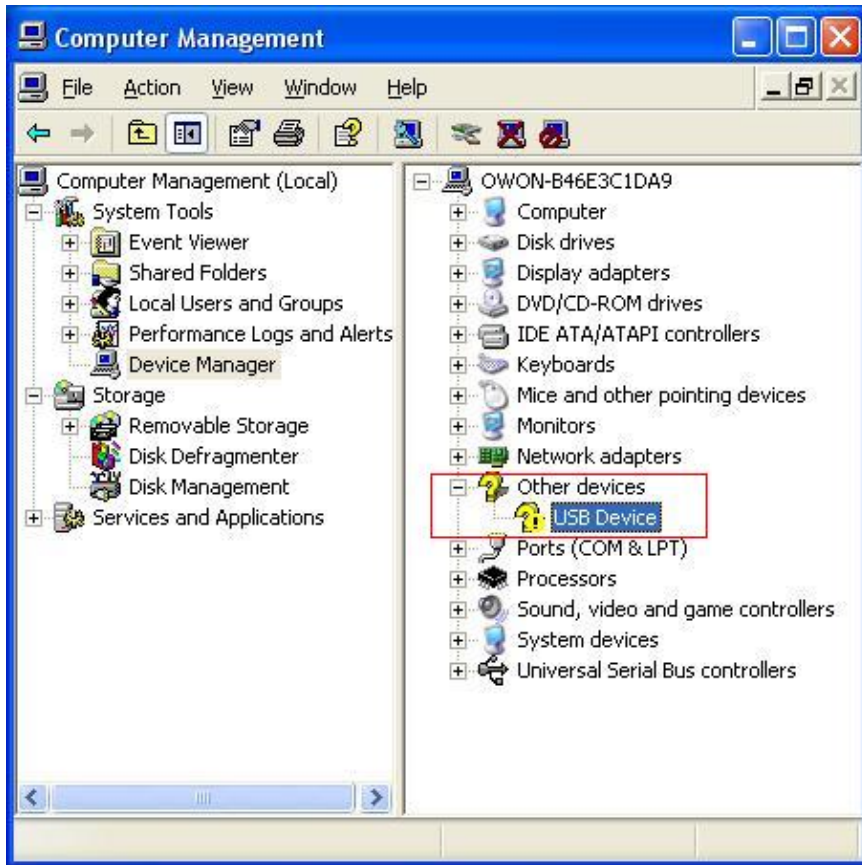 Computer Management
File Action View Window Help
Computer Management (Local)
System Tools
Event Viewer
Shared Folders
Local Users and Groups
Performance Logs and Alerts
Device Manager
Storage
Removable Storage
Disk Defragmenter
Disk Management
Services and Applications
OWON-B46E3C1DA9
Computer
Disk drives
Display adapters
DVD/CD-ROM drives
IDE ATA/ATAPI controllers
Keyboards
Mice and other pointing devices
Monitors
Network adapters
Other devices
USB Device
Ports (COM & LPT)
Processors
Sound, video and game controllers
System devices
Universal Serial Bus controllers